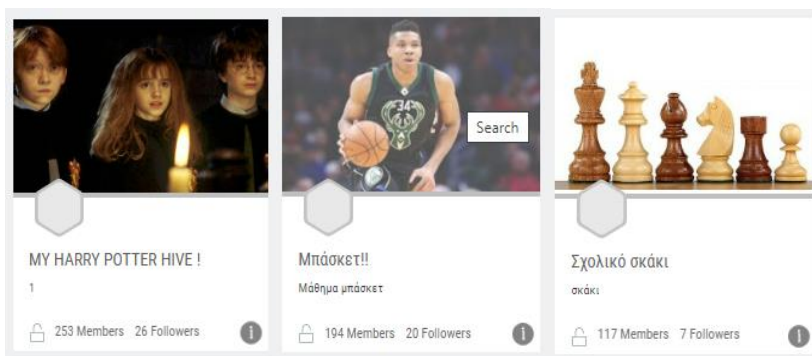 MY HARRY POTTER HIVE !
1
253 Members 26 Followers
34
Search
Μπάσκετ!!
Μάθημα μπάσκετ
194 Members 20 Followers
Σχολικό σκάκι
σκάκι
117 Members 7 Followers